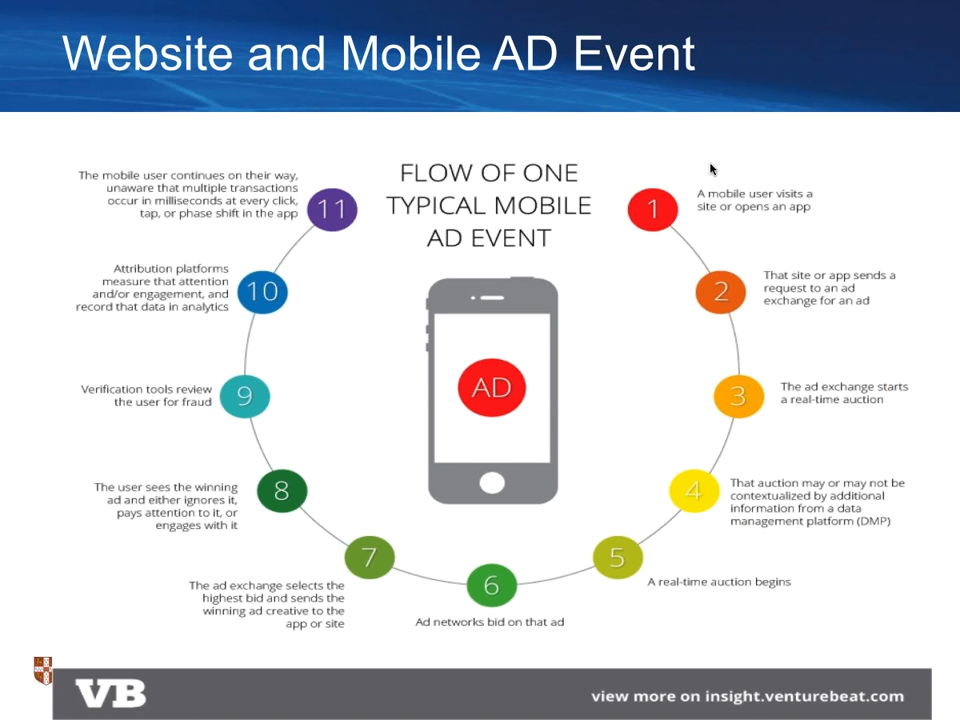 Website and Mobile AD Event
FLOW OF ONE
TYPICAL MOBILE
AD EVENT
AD
1
A mobile user visits a
site or opens an app
2
That site or app sends a
request to an ad
exchange for an ad
3
The ad exchange starts
a real-time auction
4
That auction may or may not be
contextualized by additional
information from a data
management platform (DMP)
5
A real-time auction begins
6
Ad networks bid on that ad
7
The ad exchange selects the
highest bid and sends the
winning ad creative to the
app or site
8
The user sees the winning
ad and either ignores it,
pays attention to it, or
engages with it
9
Verification tools review
the user for fraud
10
Attribution platforms
measure that attention
and/or engagement, and
record that data in analytics
11
The mobile user continues on their way,
unaware that multiple transactions
occur in milliseconds at every click,
tap, or phase shift in the app
VB
view more on insight.venturebeat.com